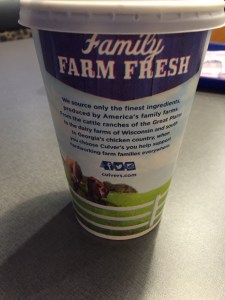 Family
FARM FRESH
We source only the finest ingredients,
produced by America's family farms.
From the cattle ranches of the Great Plains
to the dairy farms of Wisconsin and south
to Georgia's chicken country, when
you choose Culver's you help support
hardworking farm families everywhere.
culvers.com